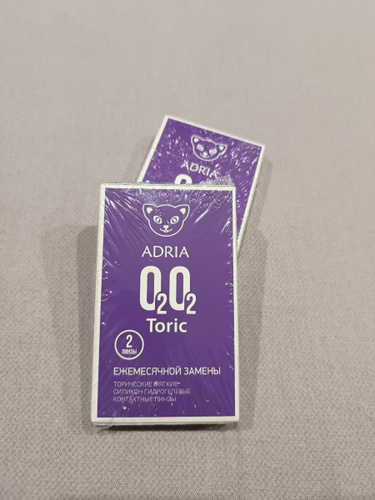 ADRIA
ADRIA
O2O2
Toric
2
ЛИНЗЫ
ЕЖЕМЕСЯЧНОЙ ЗАМЕНЫ
ТОРИЧЕСКИЕ МЯГКИЕ
СИЛИКОН-ГИДРОГЕЛЕВЫЕ
КОНТАКТНЫЕ ЛИНЗЫ